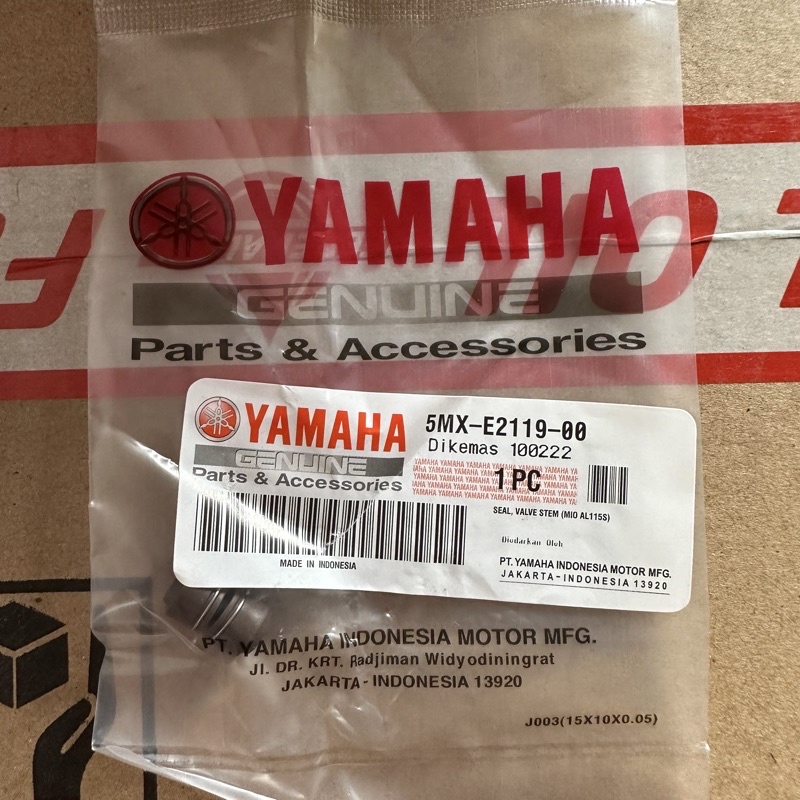 YAMAHA
GENUINE
Parts & Accessories
YAMAHA
GENUINE
Parts & Accessories
5MX-E2119-00
Dikemas 100222
1 PC
SEAL, VALVE STEM (MIO AL115S)
MADE IN INDONESIA
Diedarkan Oleh
PT. YAMAHA INDONESIA MOTOR MFG.
JAKARTA-INDONESIA 13920
PT. YAMAHA INDONESIA MOTOR MFG.
Jl. DR. KRT. Radjiman Widyodiningrat
JAKARTA-INDONESIA 13920
J003(15X10X0.05)